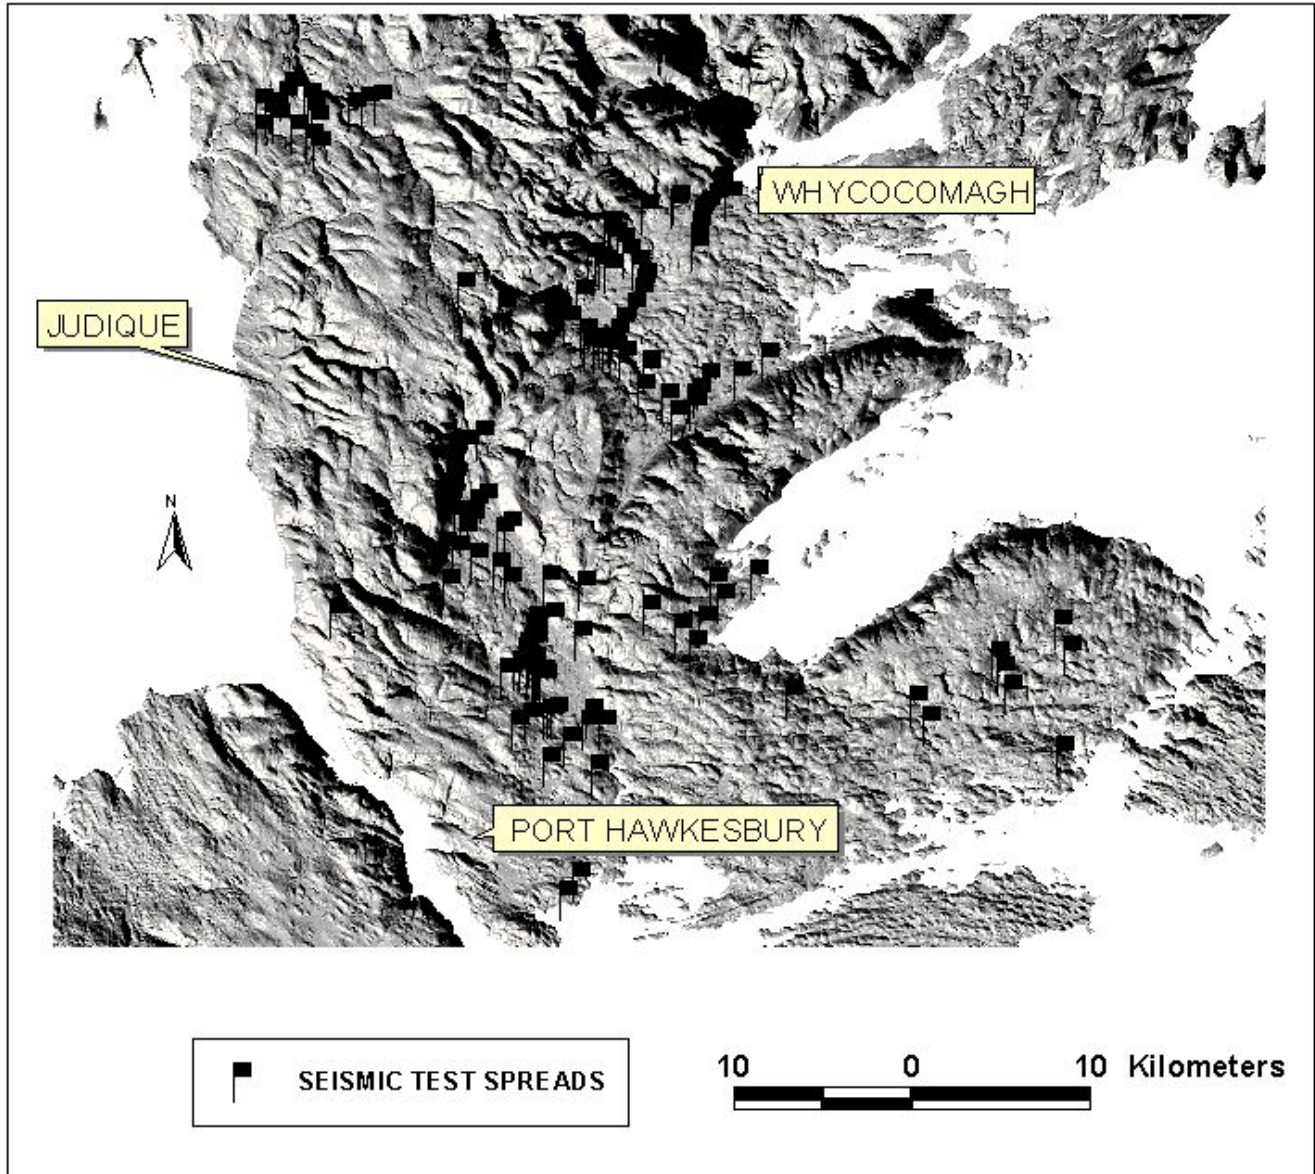 WHYCOCOMAGH
JUDIQUE
N
PORT HAWKESBURY
SEISMIC TEST SPREADS
10 0 10 Kilometers